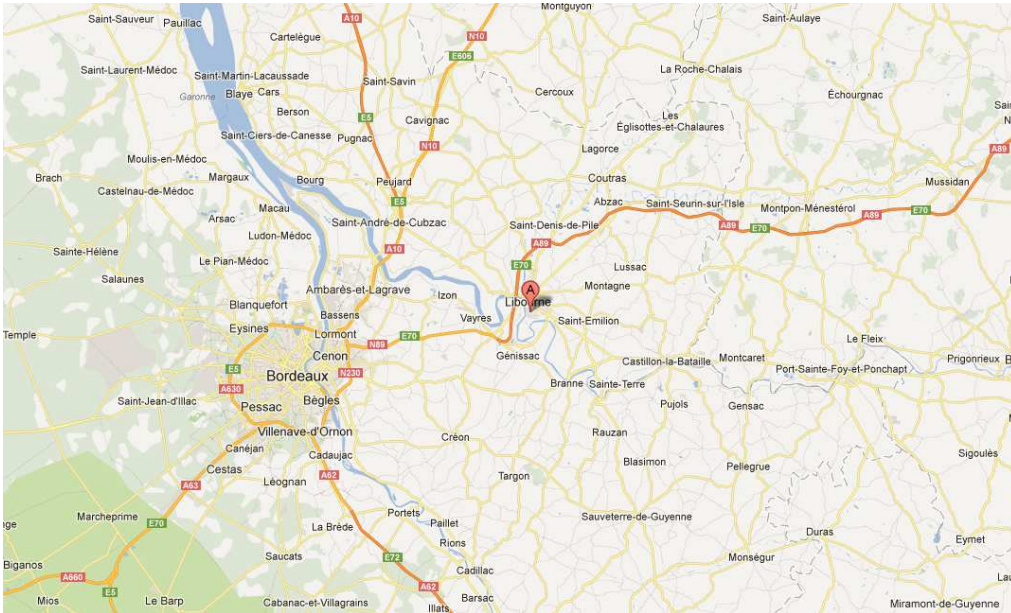 Montguyon
Saint-Sauveur
Pauillac
A10
Saint-Aulaye
Cartelègue
N10
E606
Saint-Laurent-Médoc
Saint-Martin-Lacaussade
Saint-Savin
La Roche-Chalais
Garonne
Blaye
Cars
Cercoux
Échourgnac
Berson
E5
Cavignac
Les
Églisottes-et-Chalaures
Saint-Ciers-de-Canesse
Pugnac
N10
Lagorce
A89
Moulis-en-Médoc
Brach
Margaux
Bourg
Peujard
Coutras
Mussidan
Castelnau-de-Médoc
E5
Abzac
Saint-Seurin-sur-l'Isle
Montpon-Ménestérol
Macau
Arsac
Saint-André-de-Cubzac
Saint-Denis-de-Pile
A89
E70
A89
E70
Ludon-Médoc
A10
A89
Sainte-Hélène
Le Pian-Médoc
E70
Lussac
Salaunes
Ambarès-et-Lagrave
A
Montagne
Izon
Libourne
Blanquefort
Bassens
Vayres
Saint-Emilion
Eysines
Lormont
E70
Temple
N89
Le Fleix
Cenon
Génissac
Montcaret
Prigonrieux
E5
Castillon-la-Bataille
Port-Sainte-Foy-et-Ponchapt
Bordeaux
N230
Branne
Sainte-Terre
A630
Saint-Jean-d'Illac
Pessac
Bègles
Pujols
Gensac
Villenave-d'Ornon
Créon
Rauzan
Canéjan
Cadaujac
Sigoulès
Cestas
Blasimon
Pellegrue
A62
Targon
A63
Léognan
Marcheprime
Portets
Sauveterre-de-Guyenne
E70
La Brède
Paillet
Duras
Rions
Eymet
Saucats
E72
Monségur
Biganos
Cadillac
A660
A62
E5
Mios
Le Barp
Cabanac-et-Villagrains
Illats
Barsac
Miramont-de-Guyenne